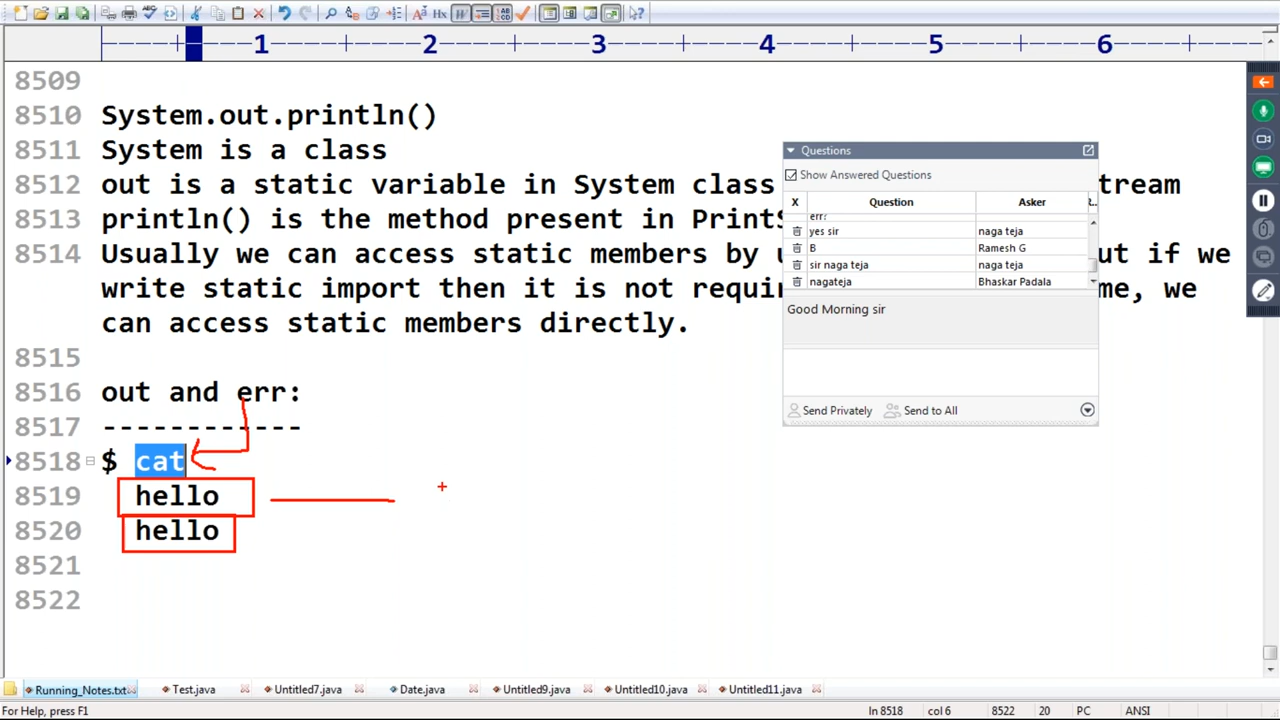 1 2 3 4 5 6
8509
8510 System.out.println()
8511 System is a class
8512 out is a static variable in System class tream
8513 println() is the method present in Print
8514 Usually we can access static members by ut if we
write static import then it is not requi me, we
can access static members directly.
8515
8516 out and err:
8517 ------------
8518 $ cat
8519 hello
8520 hello
8521
8522
Questions
Show Answered Questions
X Question Asker R..
err?
yes sir naga teja
B Ramesh G
sir naga teja naga teja
nagateja Bhaskar Padala
Good Morning sir
Send Privately Send to All
Running_Notes.txt Test.java Untitled7.java Date.java Untitled9.java Untitled10.java Untitled11.java
For Help, press F1 ln 8518 col 6 8522 20 PC ANSI